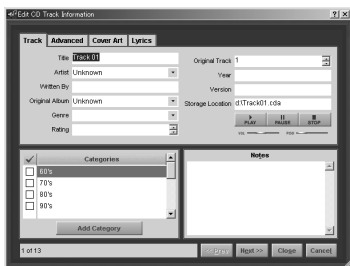 Edit CD Track Information
Track Advanced Cover Art Lyrics
Title Track 01
Artist Unknown
Written By
Original Album Unknown
Genre
Rating
Original Track 1
Year
Version
Storage Location d:\Track01.cda
PLAY PAUSE STOP
VOL POS
Categories
60's
70's
80's
90's
Add Category
Notes
1 of 13
<< Prev Next >> Close Cancel